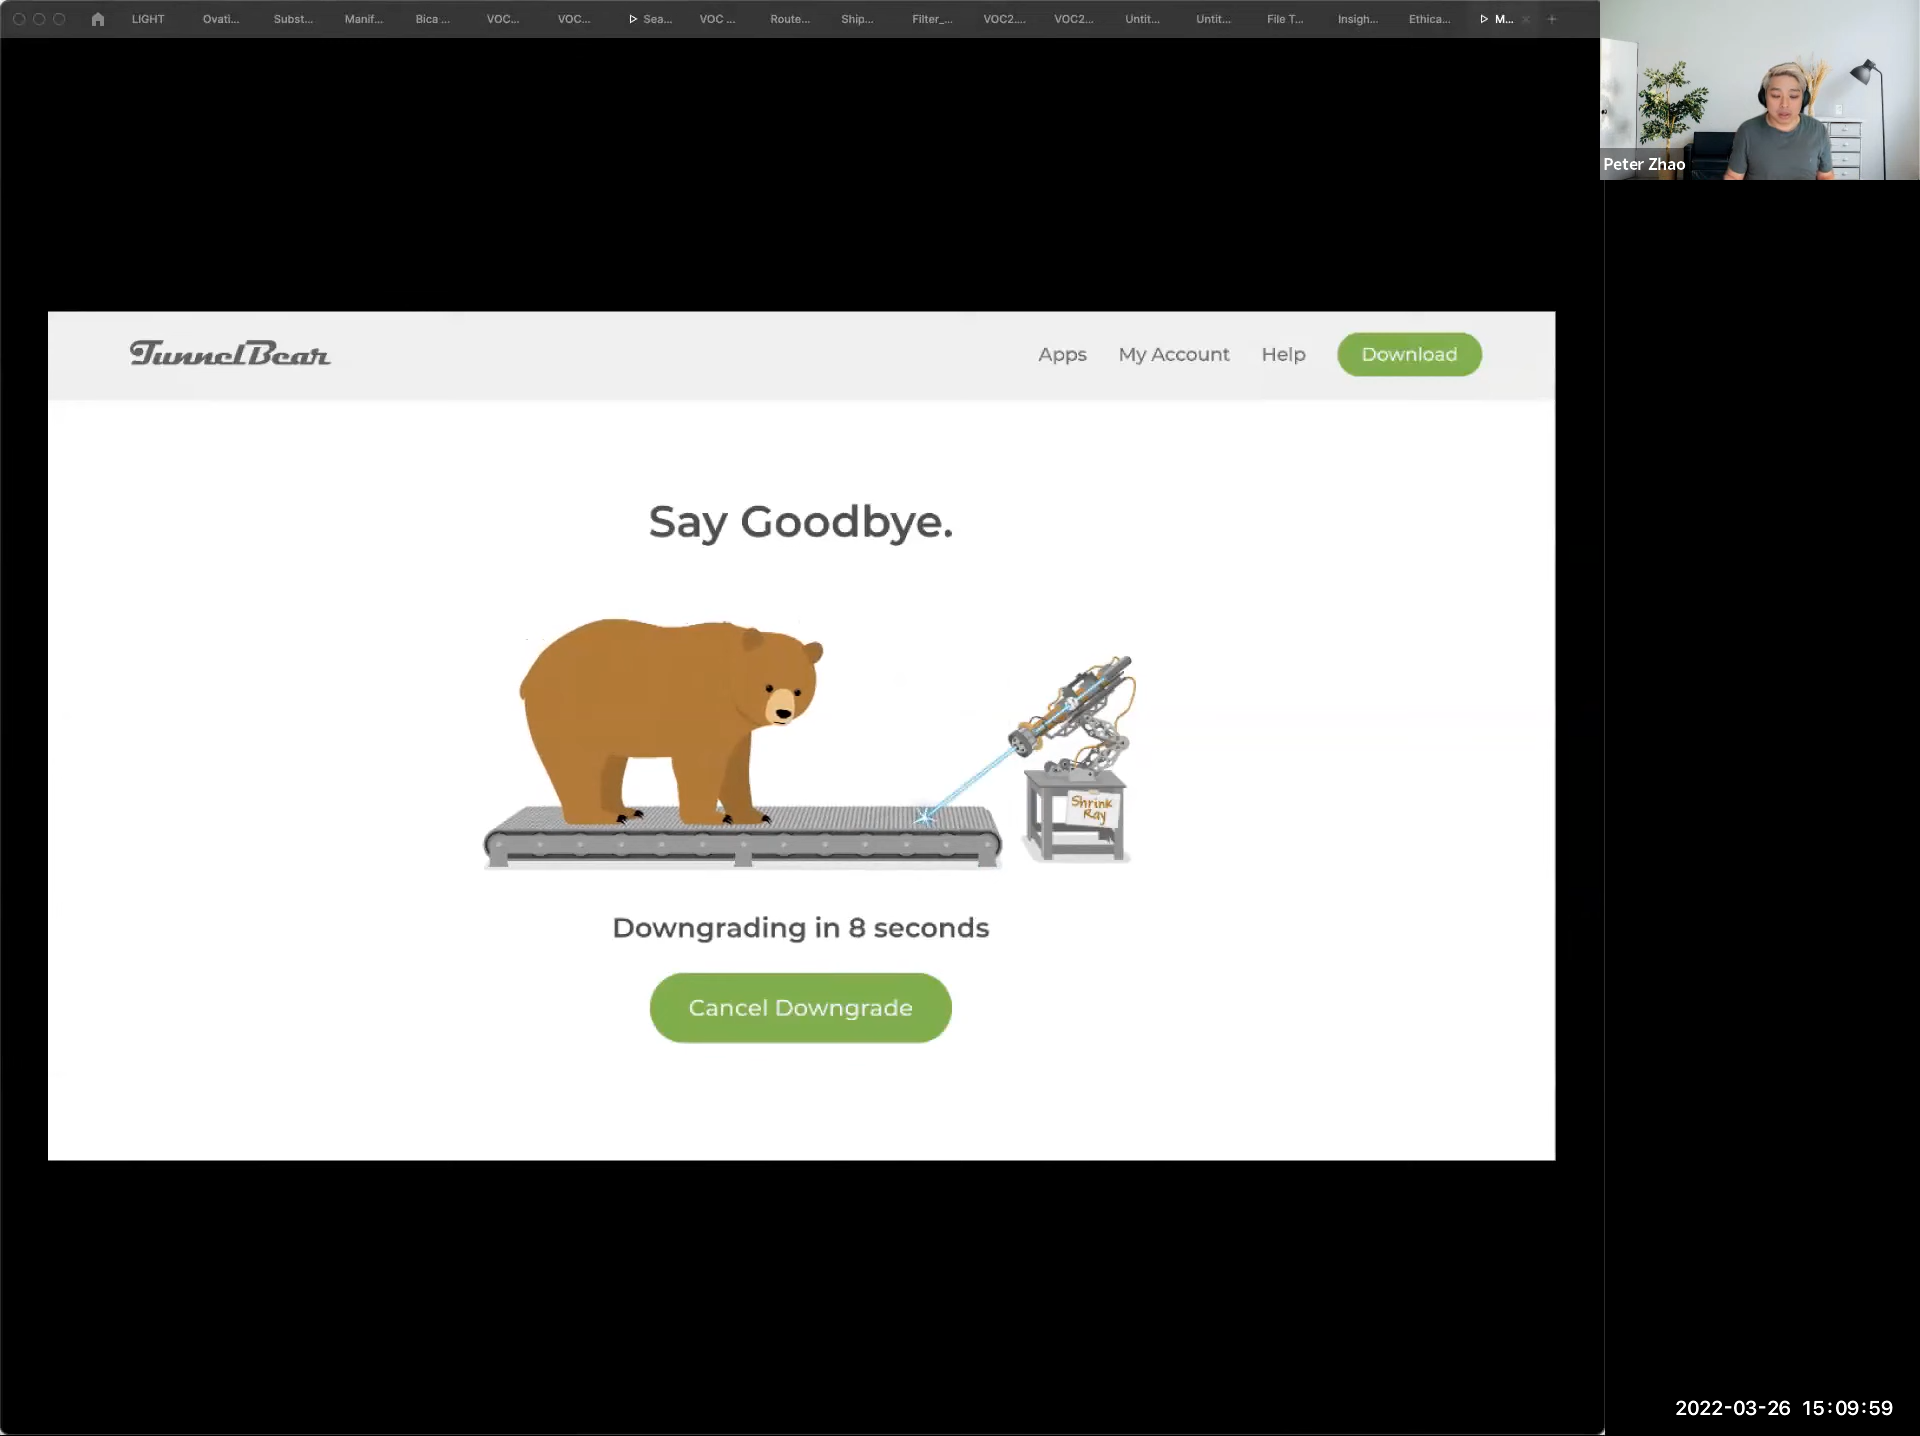 LIGHT Ovati... Subst... Manif... Bica ... VOC... VOC... Sea... VOC ... Route... Ship... Filter_... VOC2.... VOC2... Untit... Untit... File T... Insigh... Ethica... M...
Peter Zhao
TunnelBear Apps My Account Help Download
Say Goodbye.
Shrink
Ray
Downgrading in 8 seconds
Cancel Downgrade
2022-03-26 15:09:59